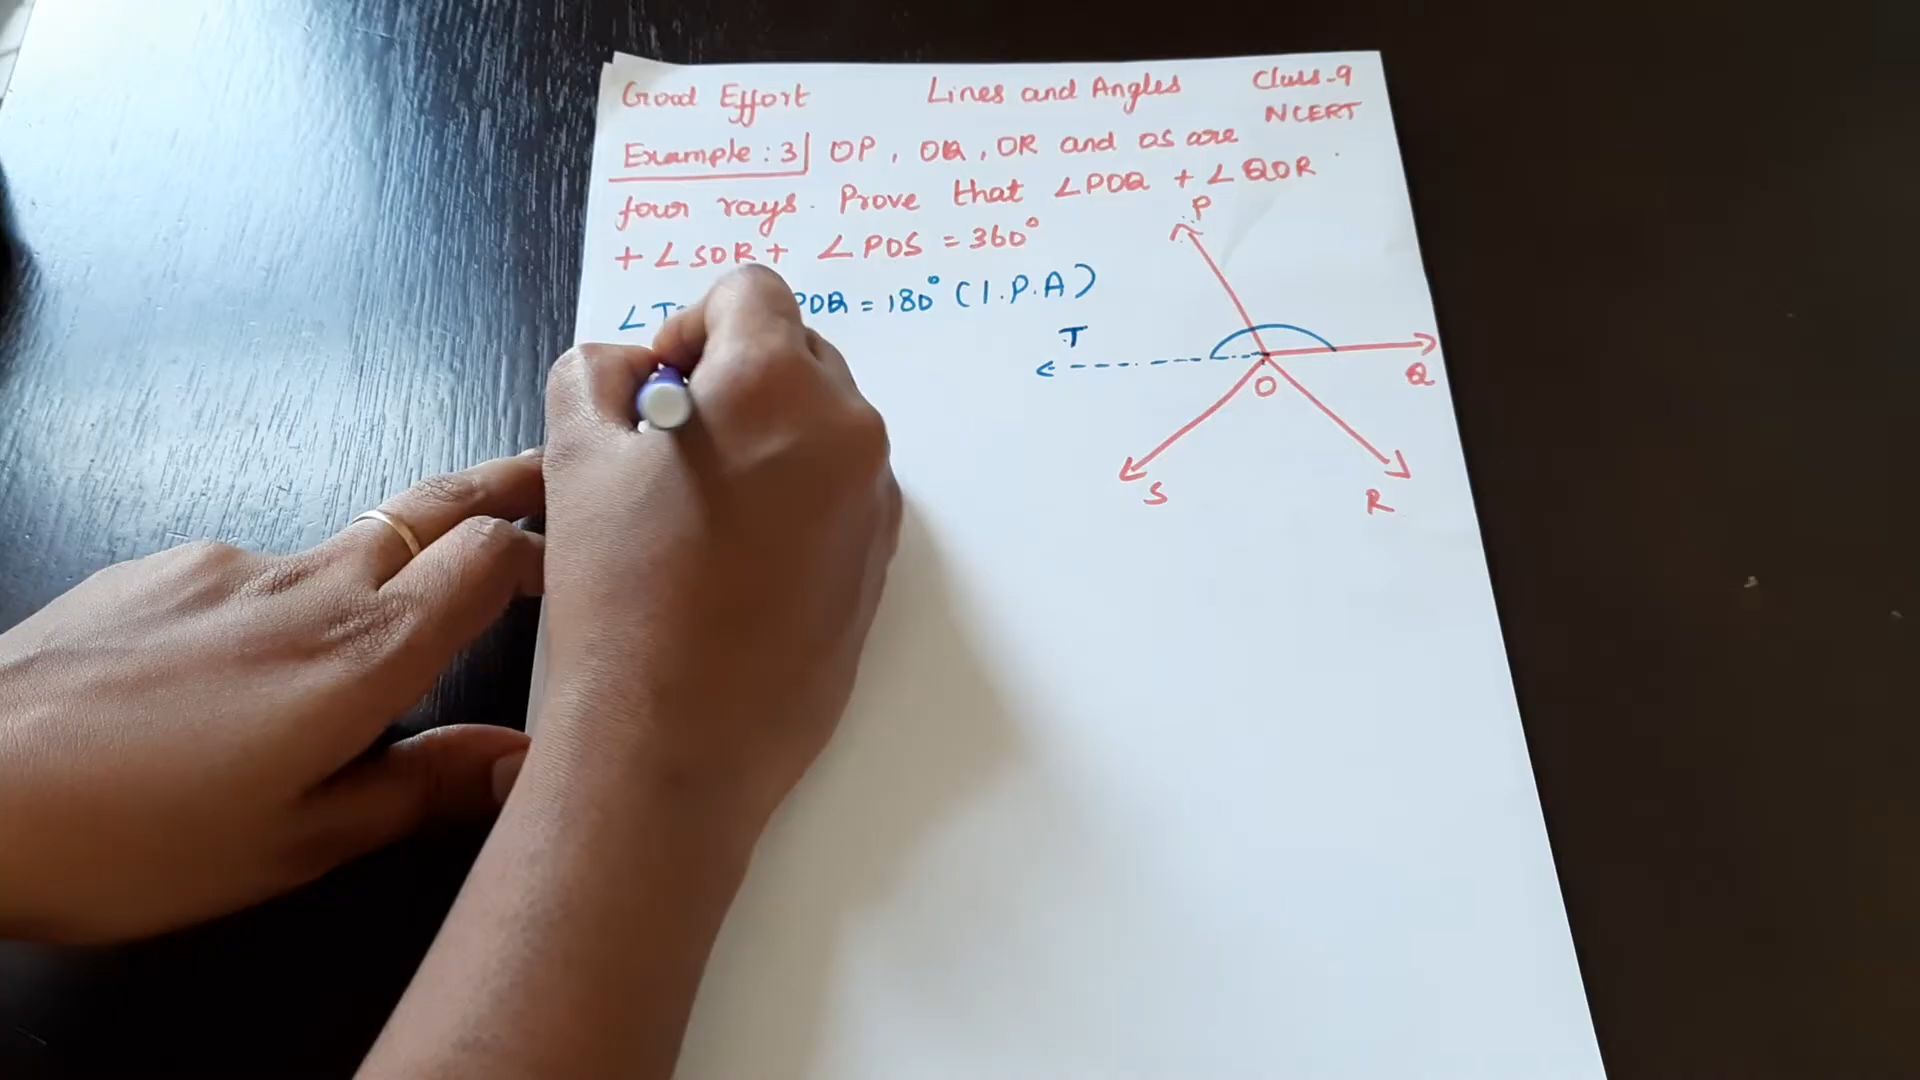 Good Effort Lines and Angles Class-9
NCERT
Example : 3 OP, OQ, OR and OS are
four rays. Prove that ∠POQ + ∠QOR
+ ∠SOR + ∠POS = 360°
POQ = 180° (l.P.A)
P
T
Q
O
S
R